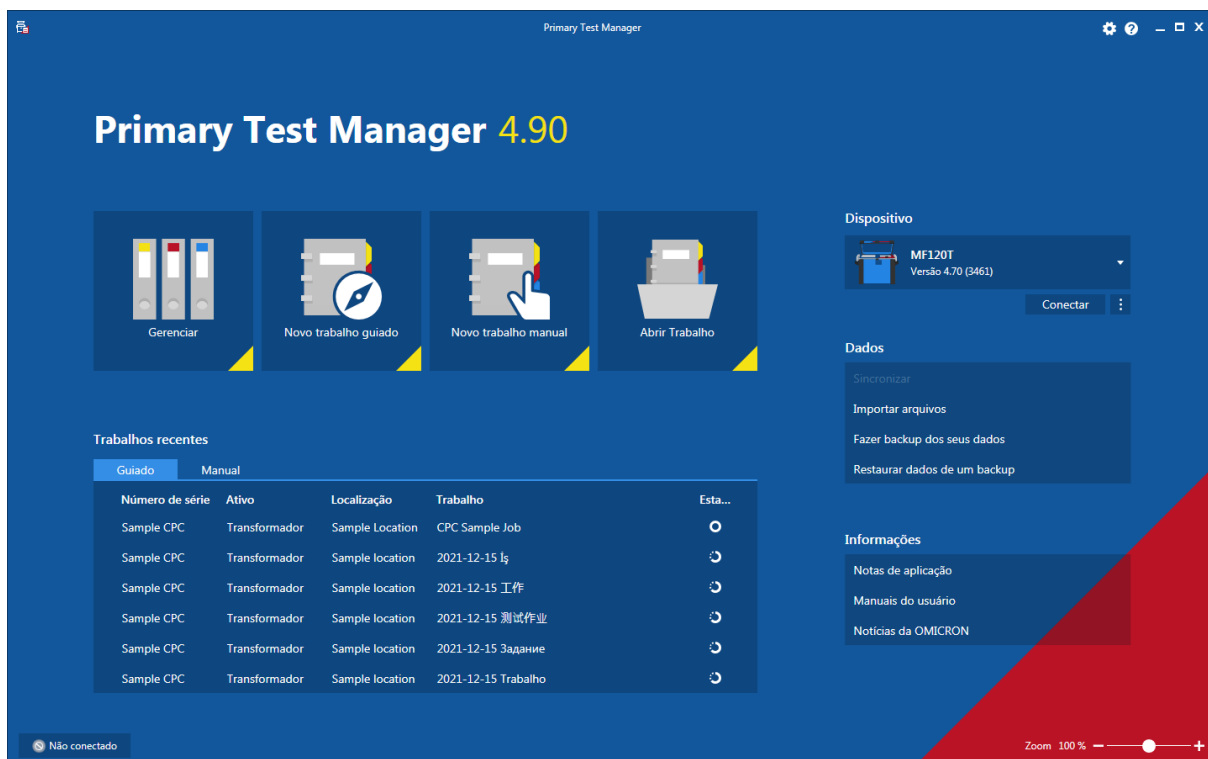 Primary Test Manager
Primary Test Manager 4.90
Gerenciar
Novo trabalho guiado
Novo trabalho manual
Abrir Trabalho
Dispositivo
MF120T
Versão 4.70 (3461)
Conectar
Dados
Sincronizar
Importar arquivos
Fazer backup dos seus dados
Restaurar dados de um backup
Informações
Notas de aplicação
Manuais do usuário
Notícias da OMICRON
Trabalhos recentes
Guiado Manual
Número de série Ativo Localização Trabalho Esta...
Sample CPC Transformador Sample Location CPC Sample Job
Sample CPC Transformador Sample location 2021-12-15 İş
Sample CPC Transformador Sample location 2021-12-15 工作
Sample CPC Transformador Sample location 2021-12-15 测试作业
Sample CPC Transformador Sample location 2021-12-15 Задание
Sample CPC Transformador Sample location 2021-12-15 Trabalho
Não conectado
Zoom 100 %